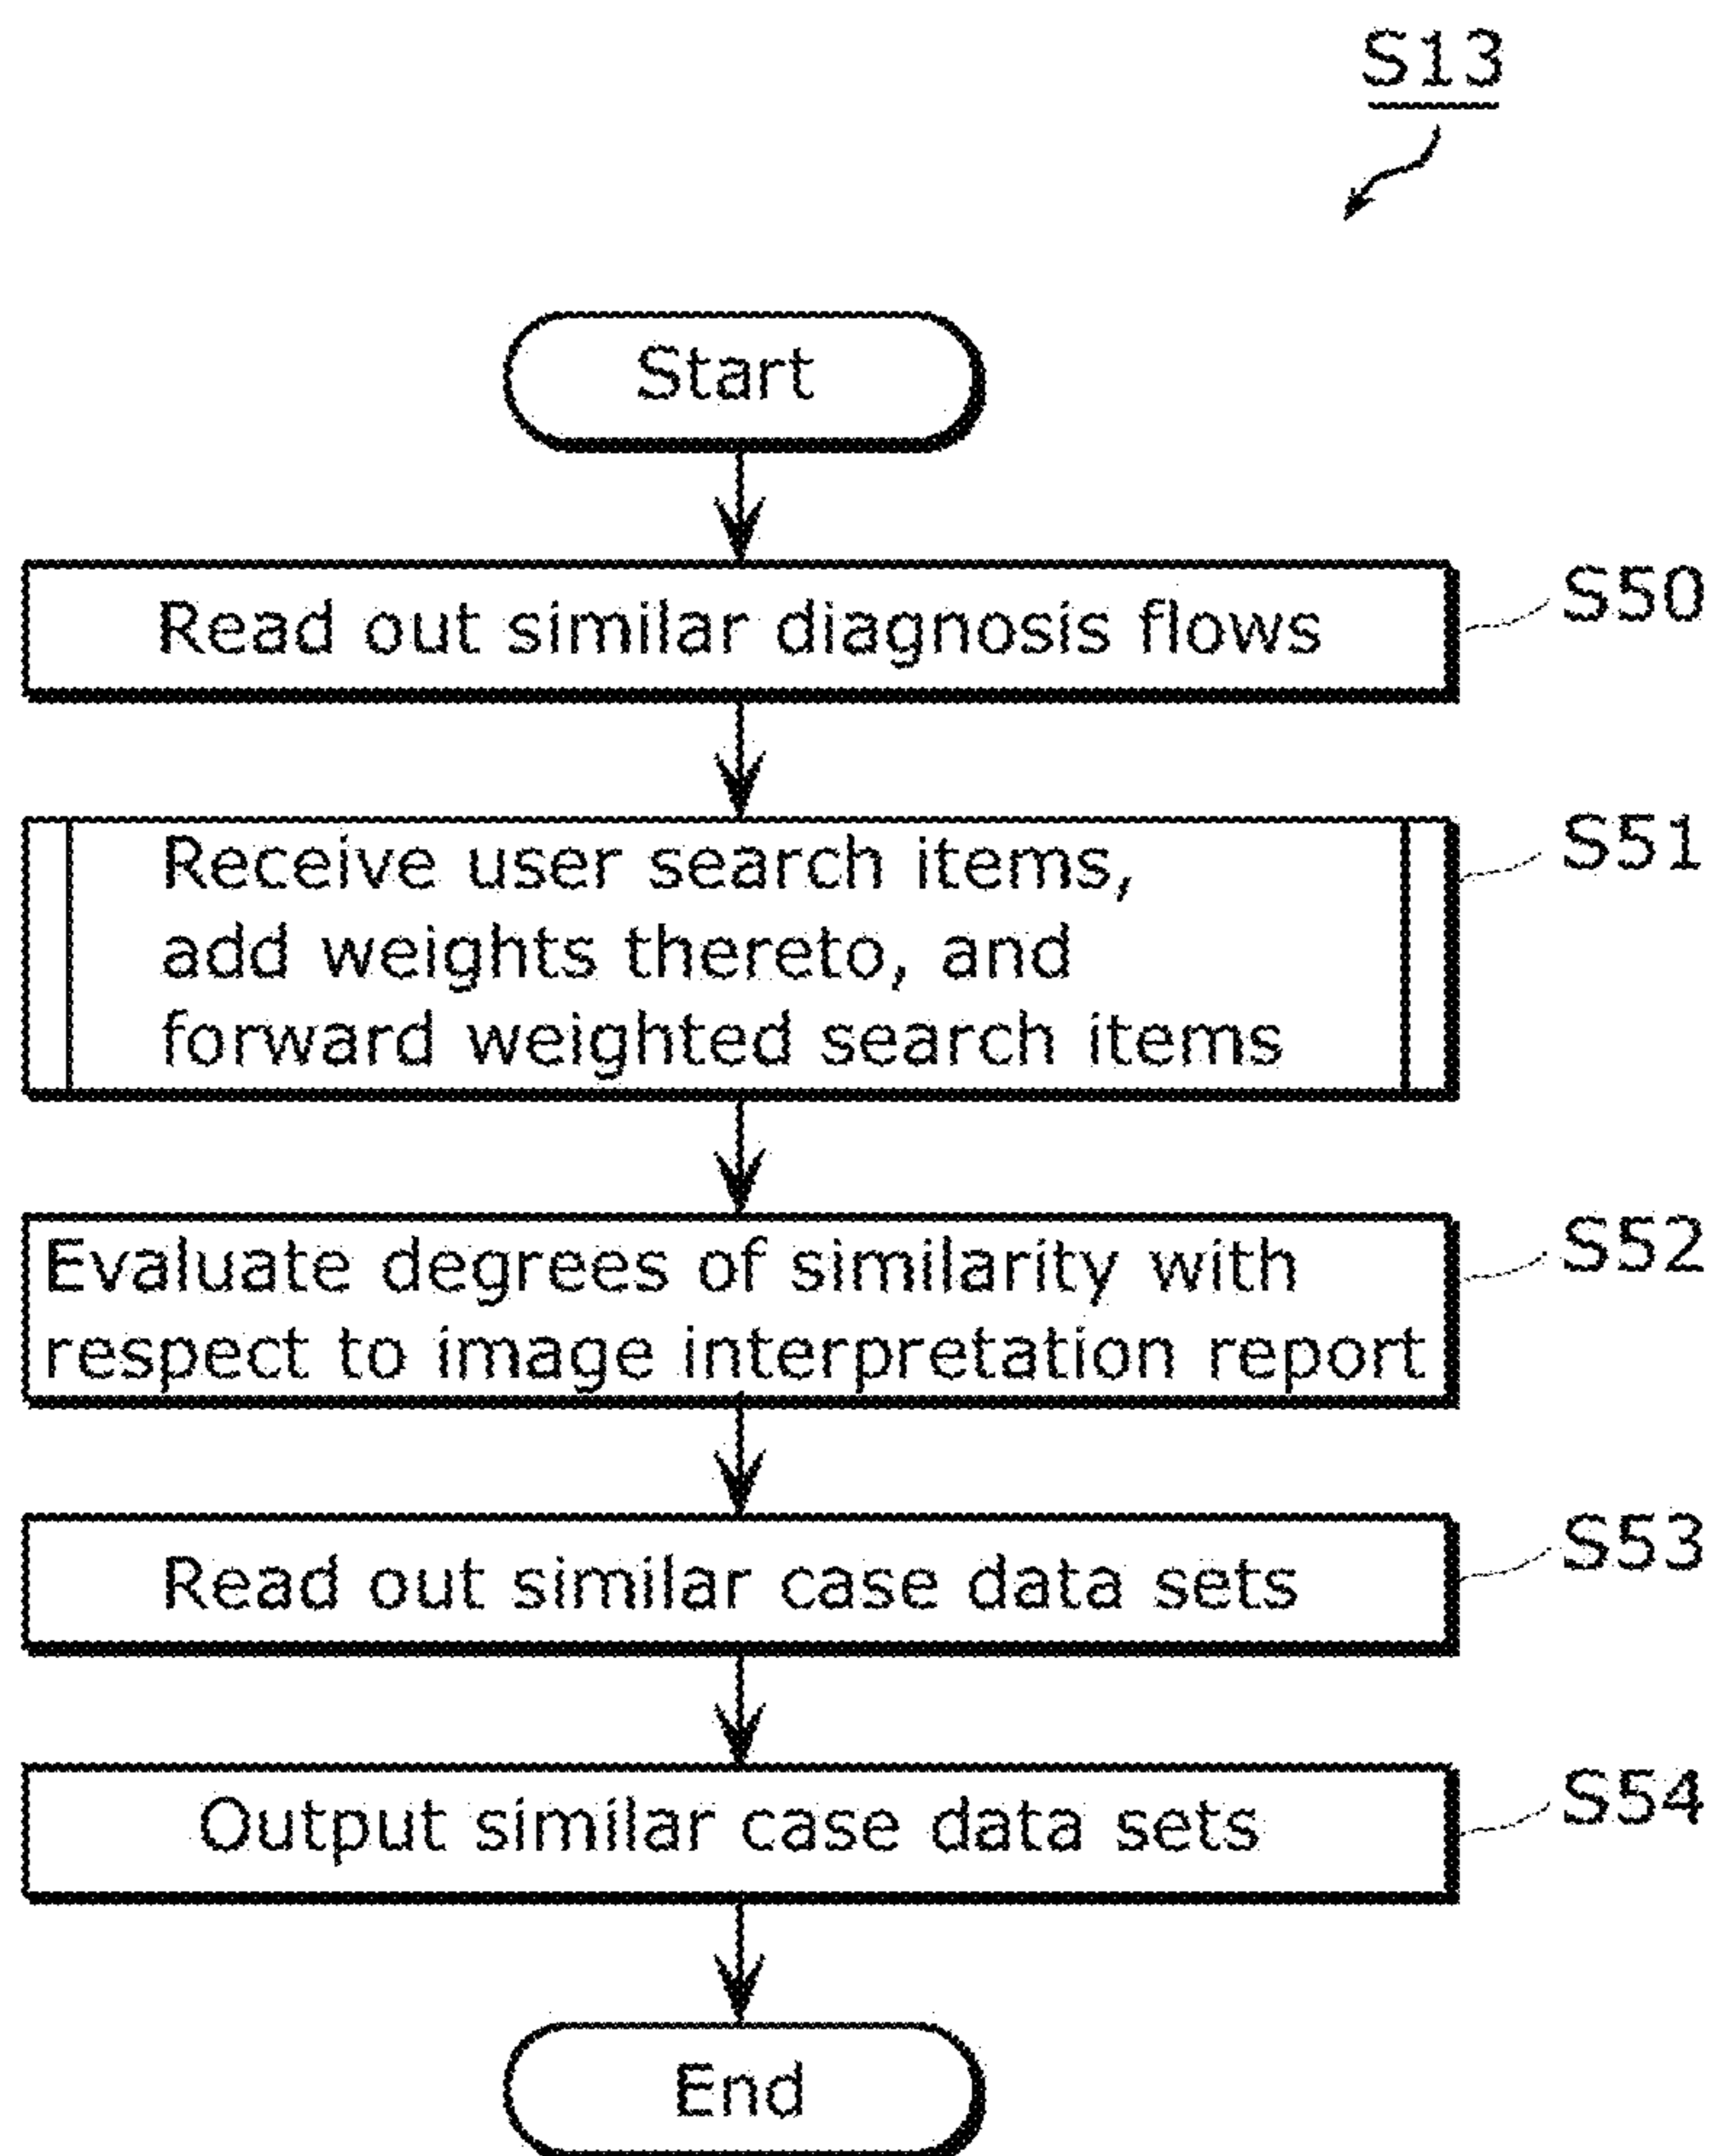 S13
Start
Read out similar diagnosis flows
S50
Receive user search items,
add weights thereto, and
forward weighted search items
S51
Evaluate degrees of similarity with
respect to image interpretation report
S52
Read out similar case data sets
S53
Output similar case data sets
S54
End